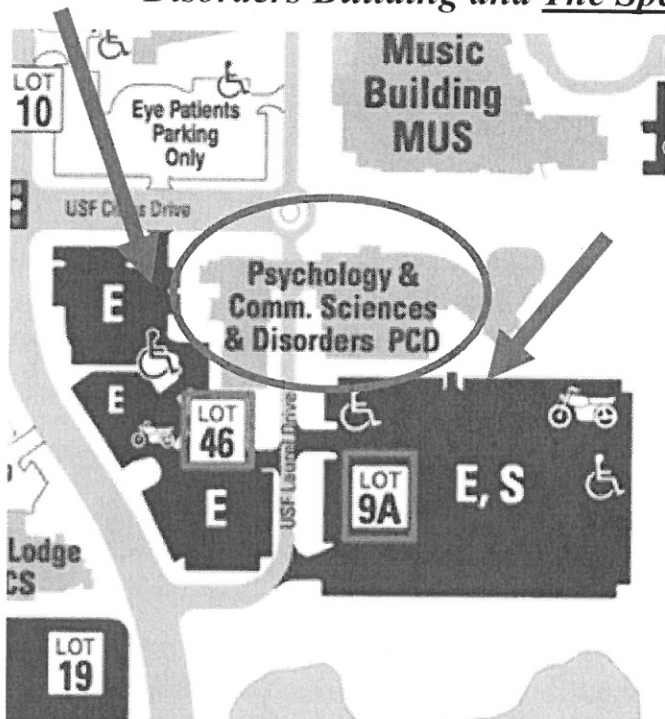 Disorders Building and The Spe
Music
Building
MUS
LOT
10
Eye Patients
Parking
Only
USF Drive
Psychology &
Comm. Sciences
& Disorders PCD
E
E
LOT
46
E
USF Laurel Drive
LOT
9A
E, S
Lodge
CS
LOT
19